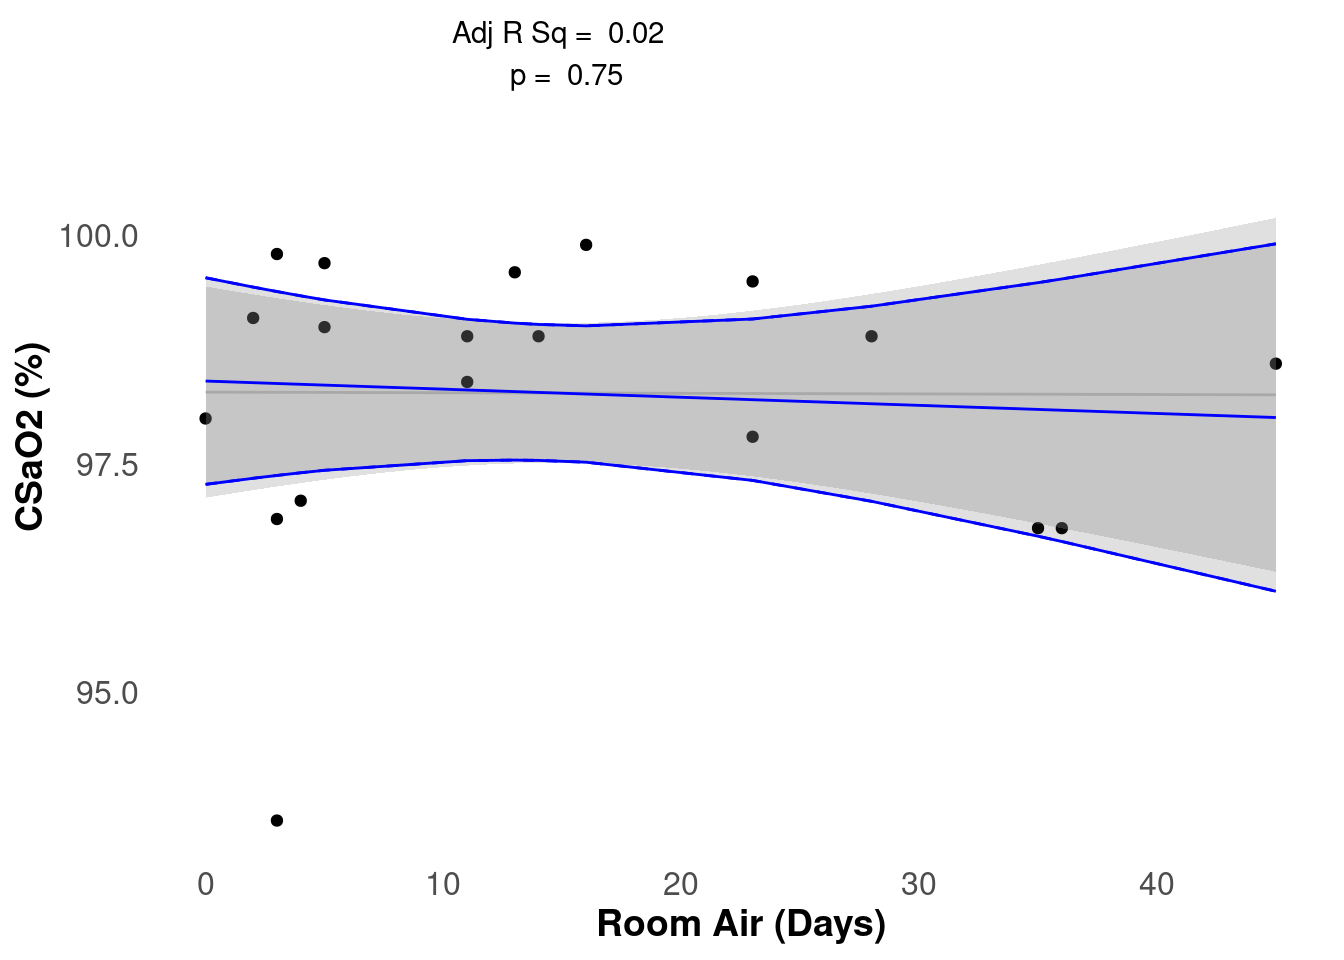 Adj R Sq = 0.02
p = 0.75
100.0
97.5
95.0
CSaO2 (%)
0 10 20 30 40
Room Air (Days)